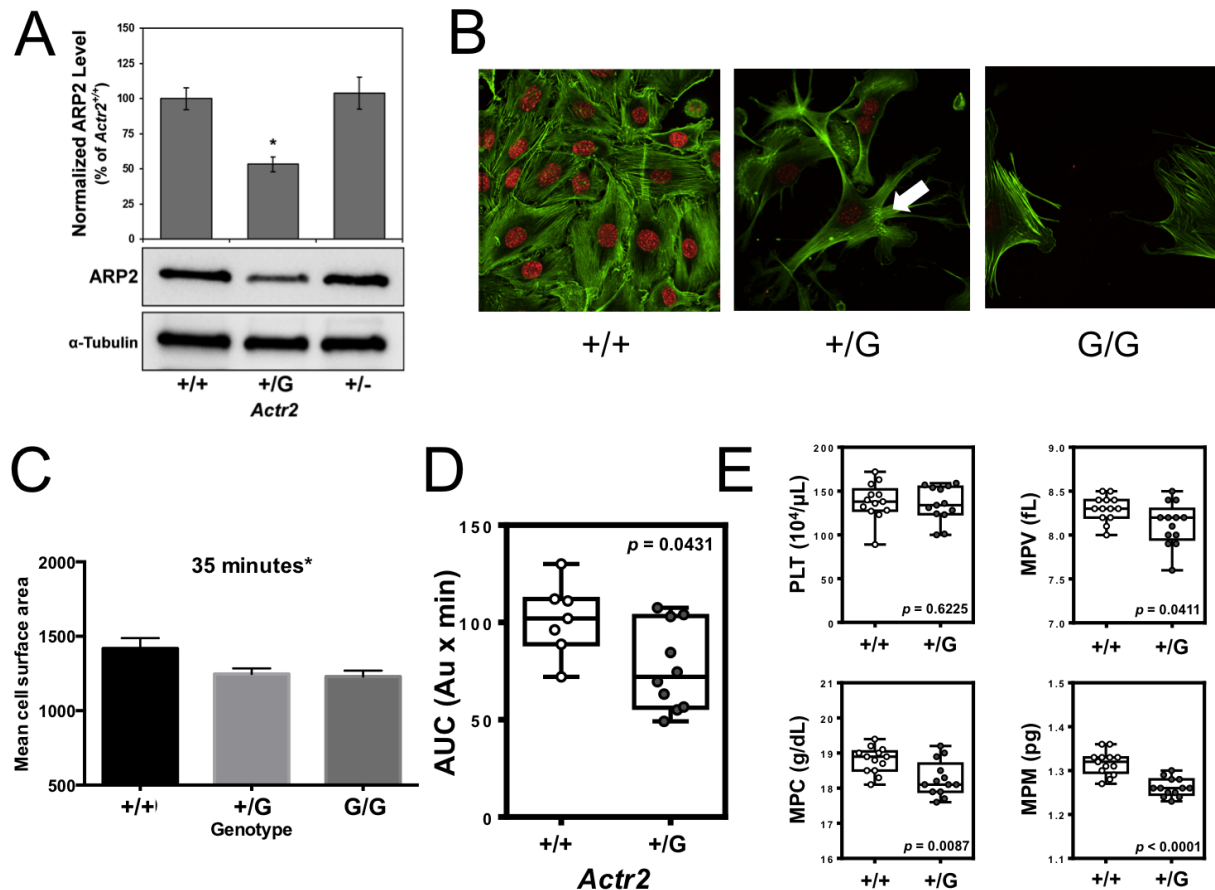 A
Normalized ARP2 Level
(% of Actr2+/+)
150
125
100
75
50
25
0
*
ARP2
α-Tubulin
+/+ +/G +/-
Actr2
B
+/+ +/G G/G
C
35 minutes*
Mean cell surface area
2000
1500
1000
500
+/+ +/G G/G
Genotype
D
AUC (Au x min)
150
100
50
0
p = 0.0431
+/+ +/G
Actr2
E
PLT (10⁴/µL)
200
150
100
50
0
p = 0.6225
+/+ +/G
MPV (fL)
9.0
8.5
8.0
7.5
7.0
p = 0.0411
+/+ +/G
MPC (g/dL)
21
20
19
18
17
16
p = 0.0087
+/+ +/G
MPM (pg)
1.5
1.4
1.3
1.2
1.1
p < 0.0001
+/+ +/G